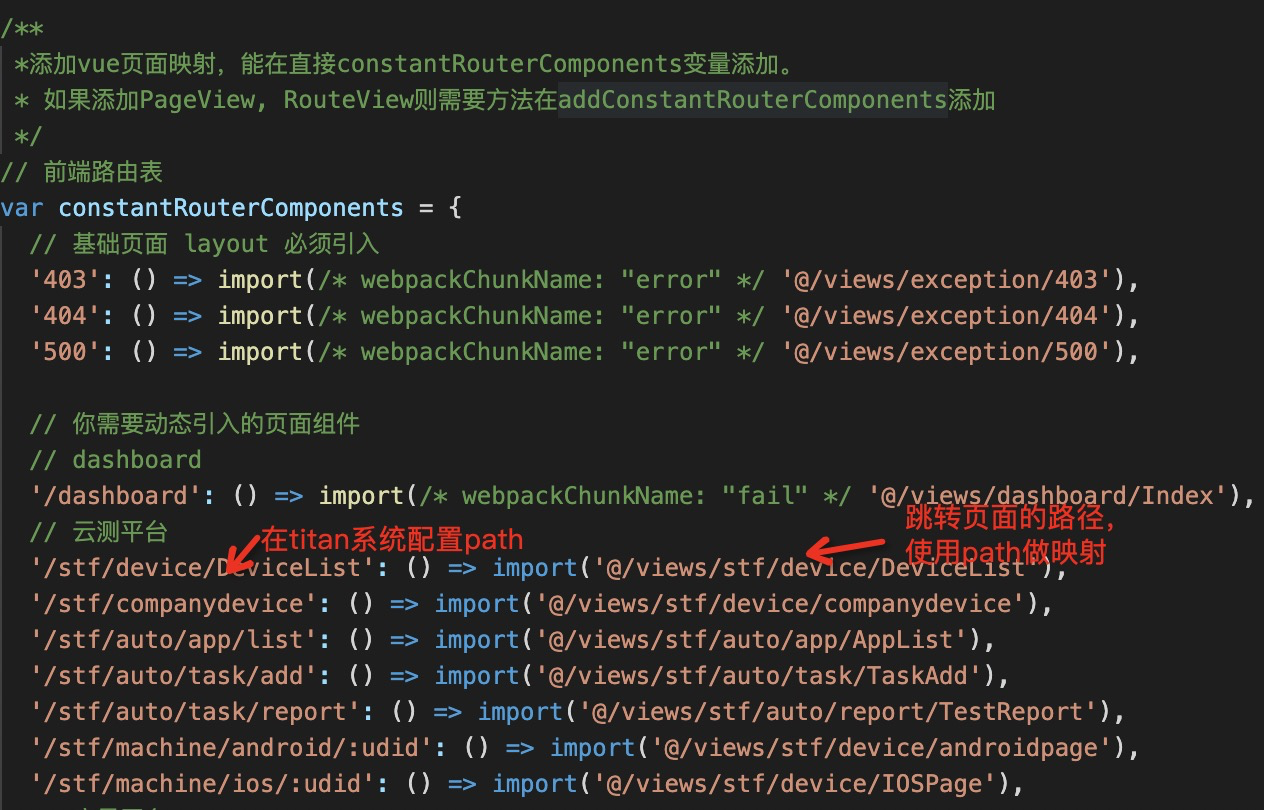 /**
*添加vue页面映射，能在直接constantRouterComponents变量添加。
* 如果添加PageView, RouteView则需要方法在addConstantRouterComponents添加
*/
// 前端路由表
var constantRouterComponents = {
// 基础页面 layout 必须引入
'403': () => import(/* webpackChunkName: "error" */ '@/views/exception/403'),
'404': () => import(/* webpackChunkName: "error" */ '@/views/exception/404'),
'500': () => import(/* webpackChunkName: "error" */ '@/views/exception/500'),
// 你需要动态引入的页面组件
// dashboard
'/dashboard': () => import(/* webpackChunkName: "fail" */ '@/views/dashboard/Index'),
// 云测平台
在titan系统配置path
跳转页面的路径，
使用path做映射
'/stf/device/DeviceList': () => import('@/views/stf/device/DeviceList'),
'/stf/companydevice': () => import('@/views/stf/device/companydevice'),
'/stf/auto/app/list': () => import('@/views/stf/auto/app/AppList'),
'/stf/auto/task/add': () => import('@/views/stf/auto/task/TaskAdd'),
'/stf/auto/task/report': () => import('@/views/stf/auto/report/TestReport'),
'/stf/machine/android/:udid': () => import('@/views/stf/device/androidpage'),
'/stf/machine/ios/:udid': () => import('@/views/stf/device/IOSPage'),